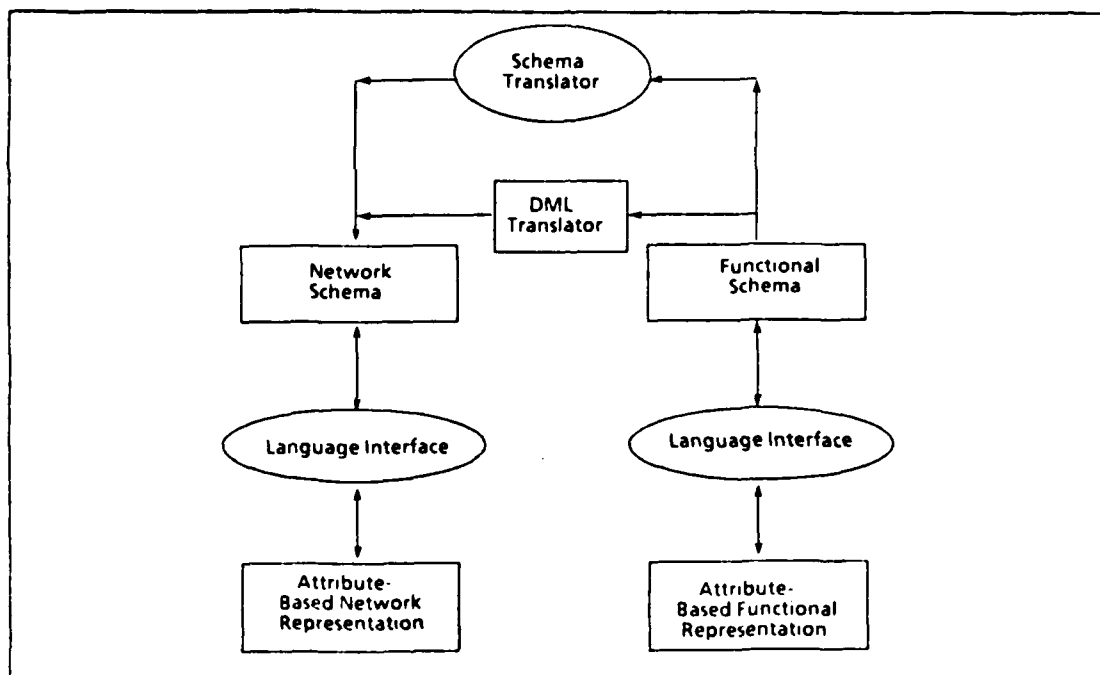 Schema
Translator
DML
Translator
Network
Schema
Functional
Schema
Language Interface
Language Interface
Attribute-
Based Network
Representation
Attribute-
Based Functional
Representation